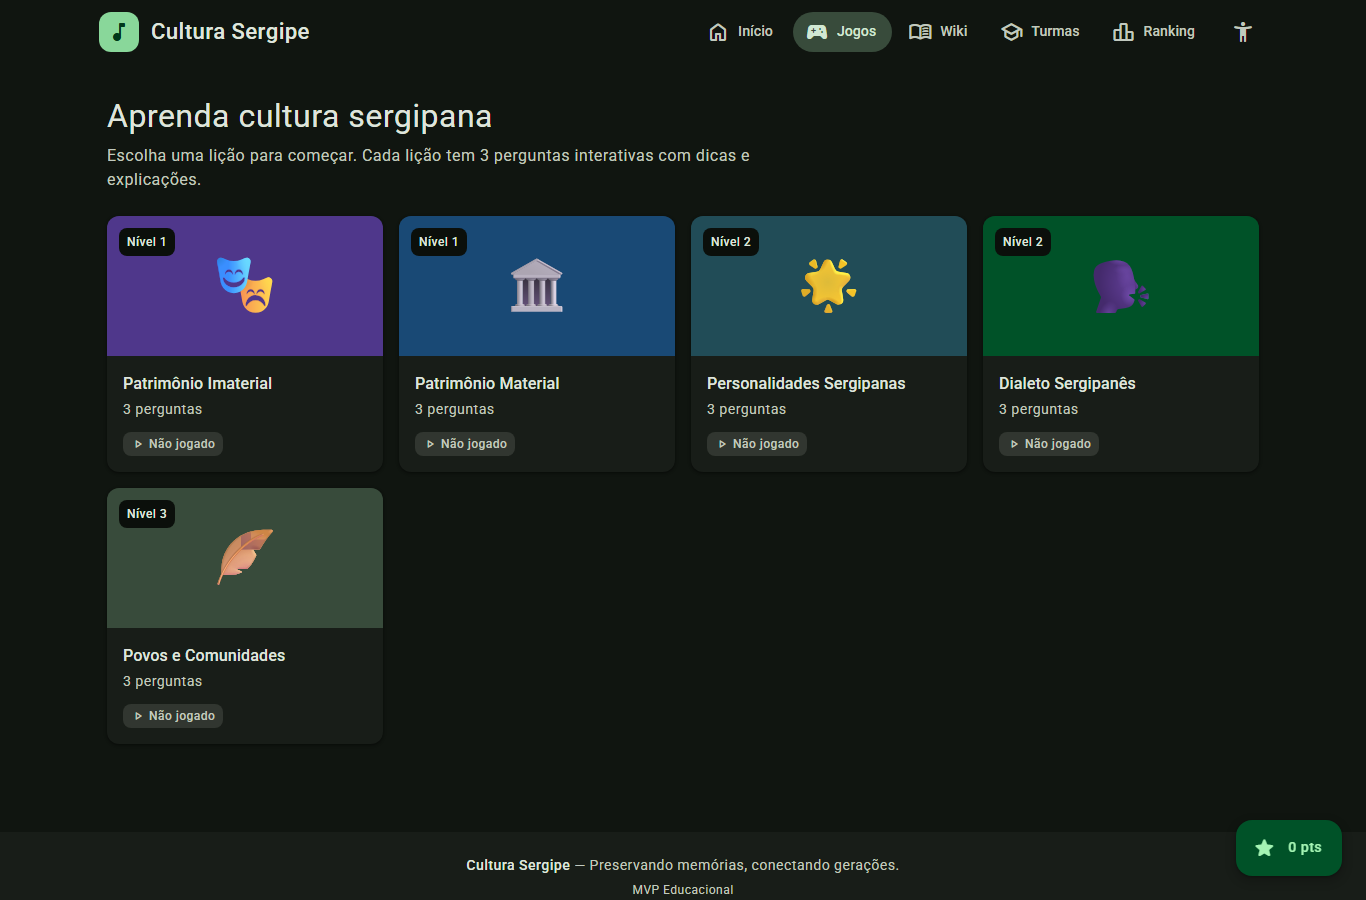 Cultura Sergipe
Início
Jogos
Wiki
Turmas
Ranking
Aprenda cultura sergipana
Escolha uma lição para começar. Cada lição tem 3 perguntas interativas com dicas e
explicações.
Nível 1
Patrimônio Imaterial
3 perguntas
Não jogado
Nível 1
Patrimônio Material
3 perguntas
Não jogado
Nível 2
Personalidades Sergipanas
3 perguntas
Não jogado
Nível 2
Dialeto Sergipanês
3 perguntas
Não jogado
Nível 3
Povos e Comunidades
3 perguntas
Não jogado
0 pts
Cultura Sergipe — Preservando memórias, conectando gerações.
MVP Educacional